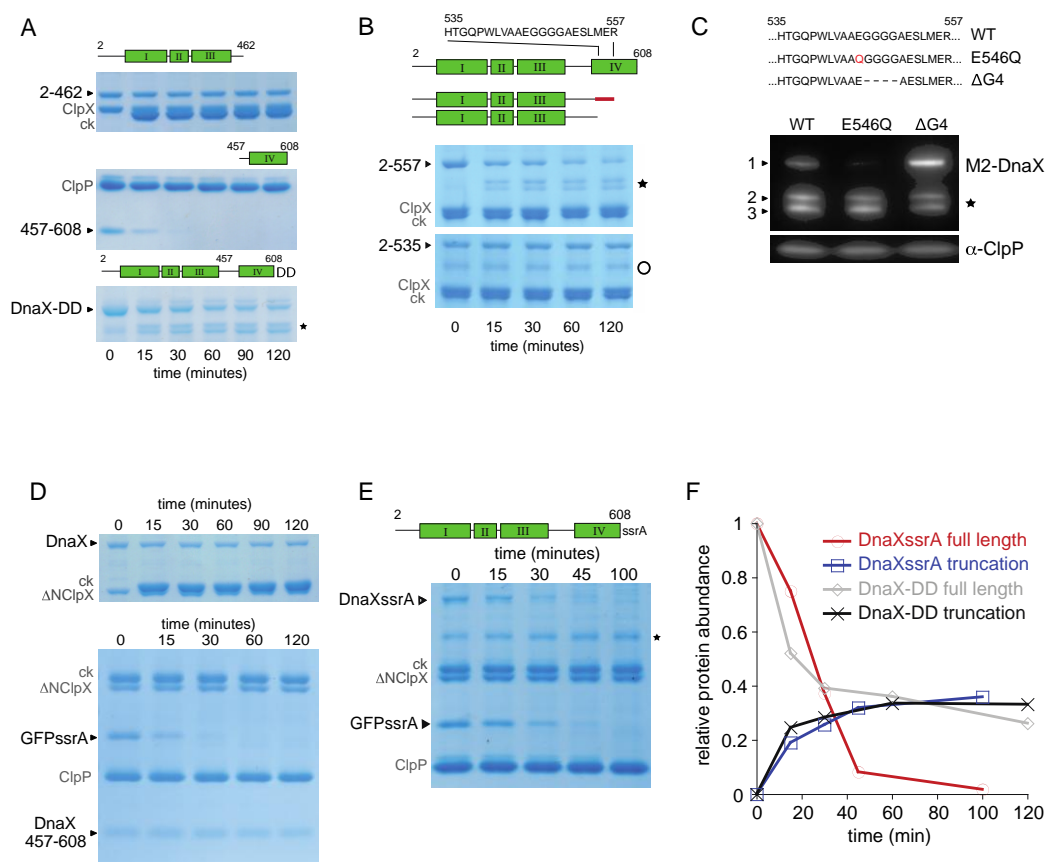 A
2 462
I II III
2-462
ClpX
ck
457 608
IV
ClpP
457-608
2 457 608
I II III IV DD
DnaX-DD
★
0 15 30 60 90 120
time (minutes)
B
535 557
HTGQPWLVAAEGGGGAESLMER
2 608
I II III IV
I II III
I II III
2-557
★
ClpX
ck
2-535
ClpX
ck
0 15 30 60 120
time (minutes)
C
535 557
...HTGQPWLVAAEGGGGAESLMER... WT
...HTGQPWLVAAQGGGGAESLMER... E546Q
...HTGQPWLVAAE----AESLMER... ΔG4
WT E546Q ΔG4
1 M2-DnaX
2 ★
3
α-ClpP
D
time (minutes)
0 15 30 60 90 120
DnaX
ck
ΔNClpX
time (minutes)
0 15 30 60 120
ck
ΔNClpX
GFPssrA
ClpP
DnaX
457-608
E
2 608
I II III IV ssrA
time (minutes)
0 15 30 45 100
DnaXssrA
★
ck
ΔNClpX
GFPssrA
ClpP
F
relative protein abundance
1
0.8
0.6
0.4
0.2
0
DnaXssrA full length
DnaXssrA truncation
DnaX-DD full length
DnaX-DD truncation
0 20 40 60 80 100 120
time (min)